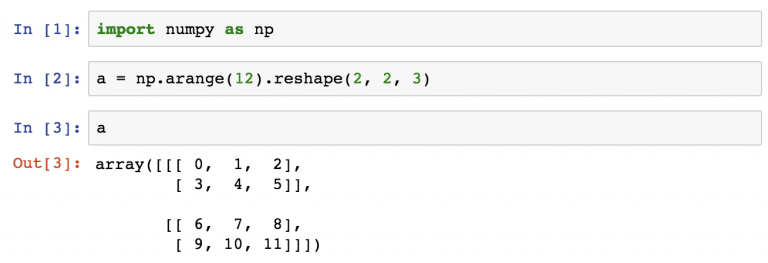 In [1]: import numpy as np
In [2]: a = np.arange(12).reshape(2, 2, 3)
In [3]: a
Out[3]: array([[[ 0,  1,  2],
[ 3,  4,  5]],
[[ 6,  7,  8],
[ 9, 10, 11]]])